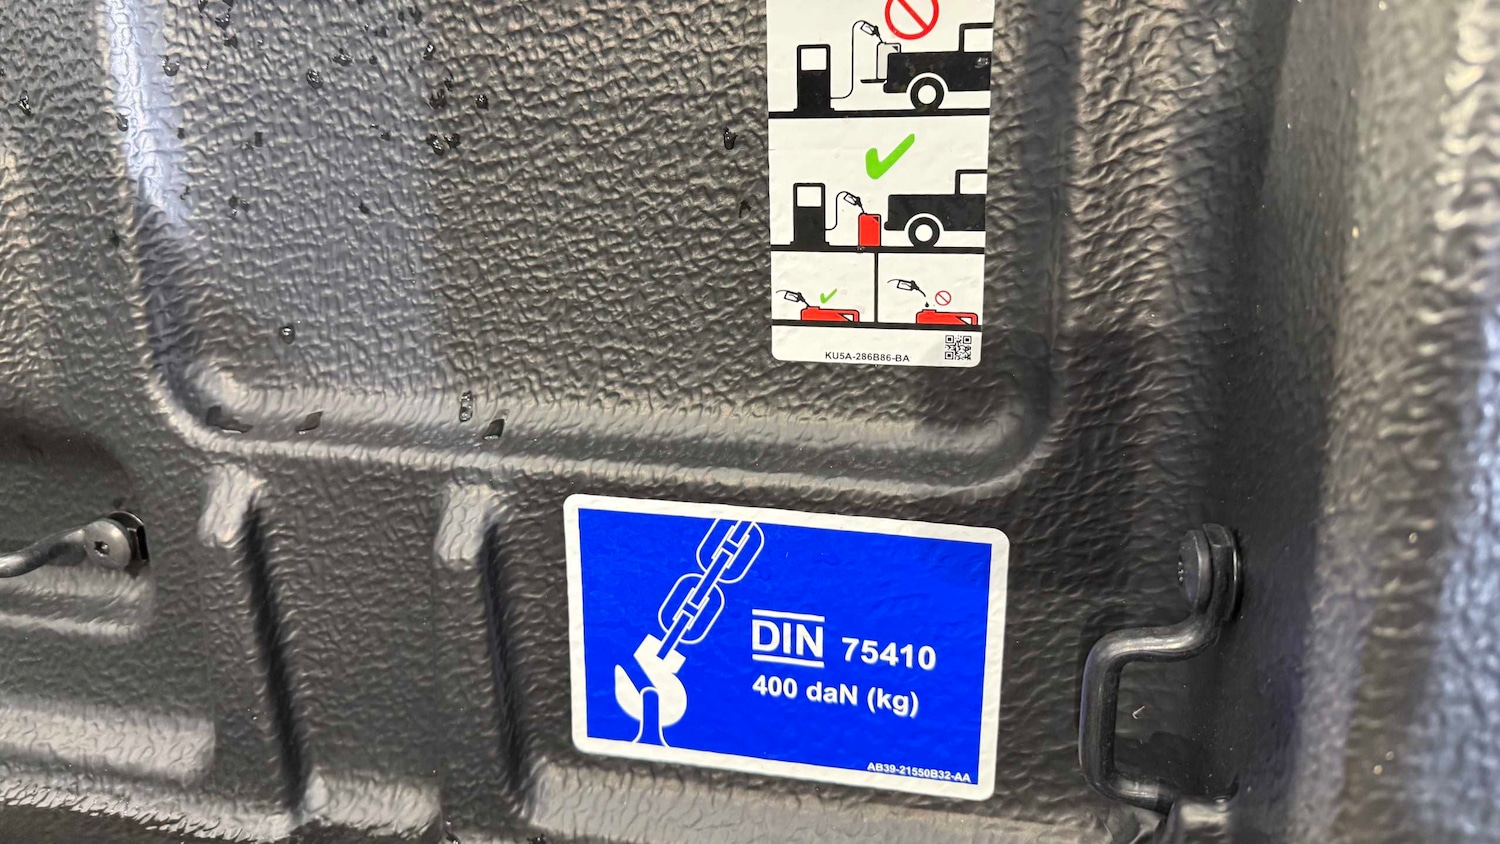 KU5A-286B86-BA
DIN 75410
400 daN (kg)
AB39-21550B32-AA